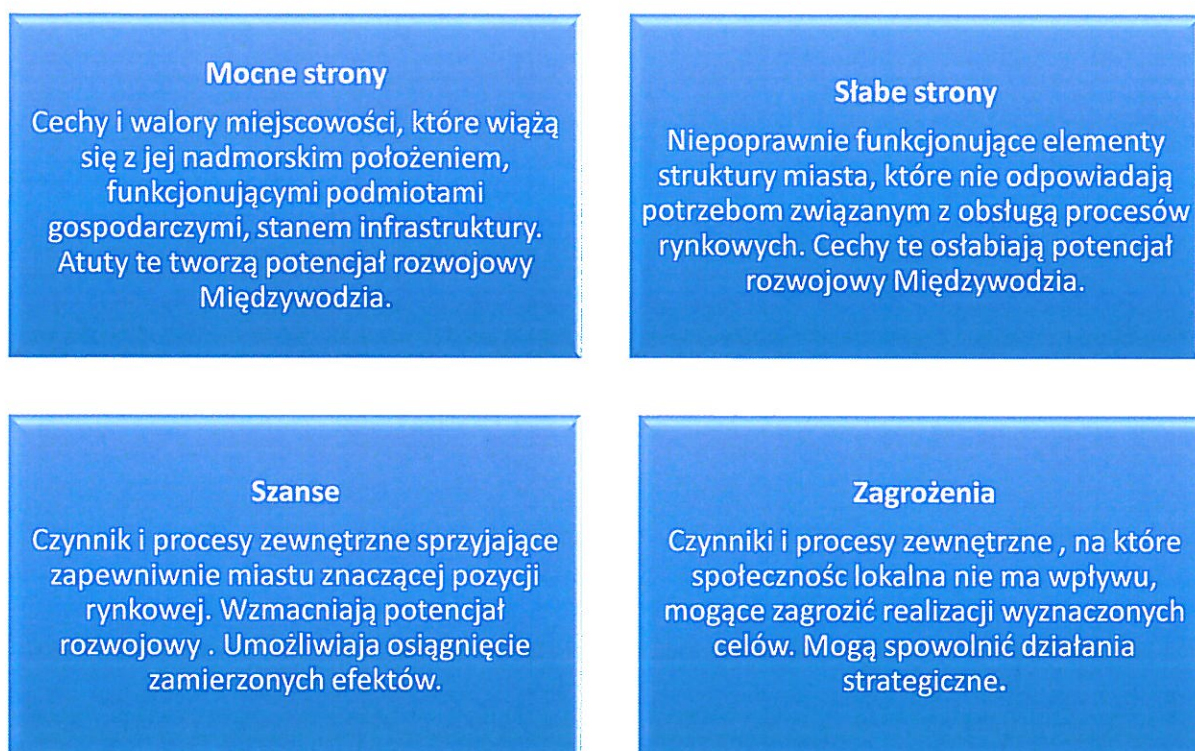 Mocne strony
Cechy i walory miejscowości, które wiążą
się z jej nadmorskim położeniem,
funkcjonującymi podmiotami
gospodarczymi, stanem infrastruktury.
Atuty te tworzą potencjał rozwojowy
Międzywodzia.
Słabe strony
Niepoprawnie funkcjonujące elementy
struktury miasta, które nie odpowiadają
potrzebom związanym z obsługą procesów
rynkowych. Cechy te osłabiają potencjał
rozwojowy Międzywodzia.
Szanse
Czynnik i procesy zewnętrzne sprzyjające
zapewniwnie miastu znaczącej pozycji
rynkowej. Wzmacniają potencjał
rozwojowy . Umożliwiaja osiągnięcie
zamierzonych efektów.
Zagrożenia
Czynniki i procesy zewnętrzne , na które
społecznośc lokalna nie ma wpływu,
mogące zagrozić realizacji wyznaczonych
celów. Mogą spowolnić działania
strategiczne.